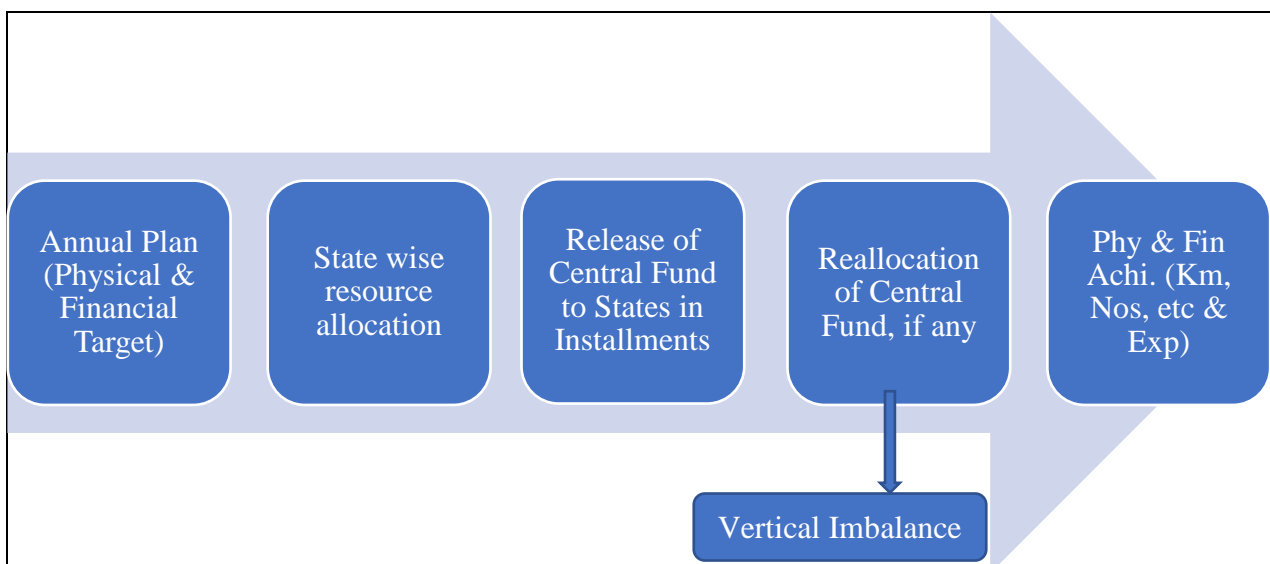 Annual Plan
(Physical &
Financial
Target)
State wise
resource
allocation
Release of
Central Fund
to States in
Installments
Reallocation
of Central
Fund, if any
Phy & Fin
Achi. (Km,
Nos, etc &
Exp)
Vertical Imbalance